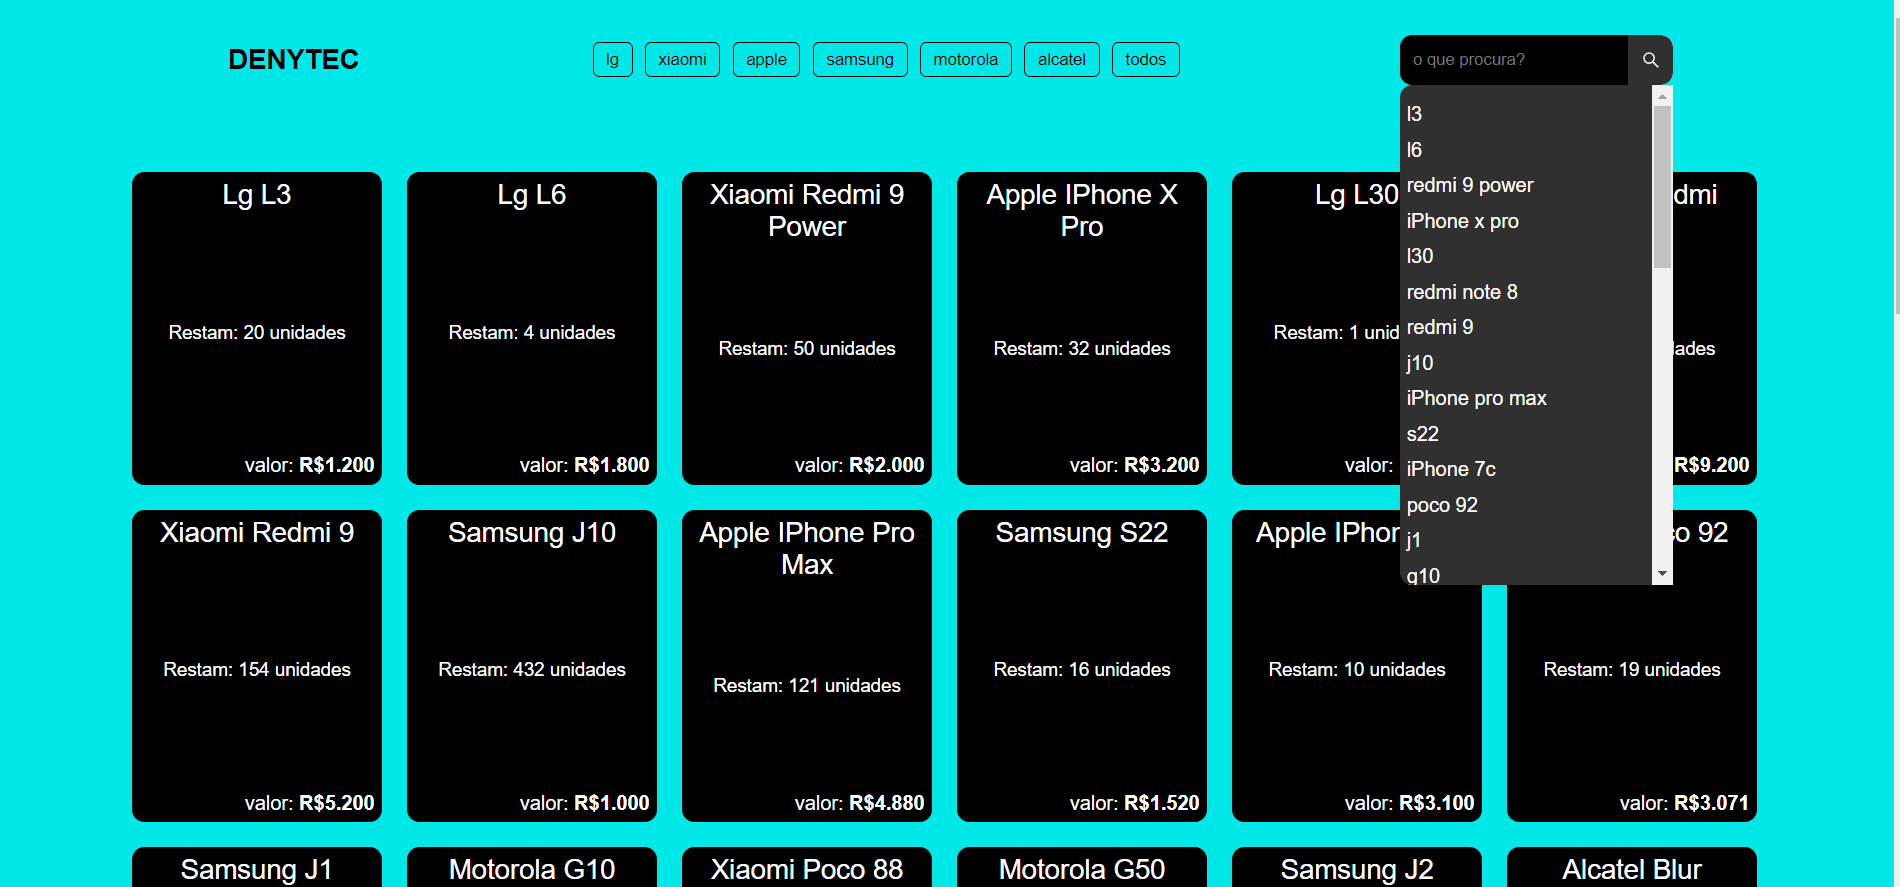 DENYTEC
lg xiaomi apple samsung motorola alcatel todos
o que procura?
l3
l6
redmi 9 power
iPhone x pro
l30
redmi note 8
redmi 9
j10
iPhone pro max
s22
iPhone 7c
poco 92
j1
g10
Lg L3
Restam: 20 unidades
valor: R$1.200
Lg L6
Restam: 4 unidades
valor: R$1.800
Xiaomi Redmi 9
Power
Restam: 50 unidades
valor: R$2.000
Apple IPhone X
Pro
Restam: 32 unidades
valor: R$3.200
Lg L30
Restam: 1 unid
valor:
dmi
ades
R$9.200
Xiaomi Redmi 9
Restam: 154 unidades
valor: R$5.200
Samsung J10
Restam: 432 unidades
valor: R$1.000
Apple IPhone Pro
Max
Restam: 121 unidades
valor: R$4.880
Samsung S22
Restam: 16 unidades
valor: R$1.520
Apple IPhon
Restam: 10 unidades
valor: R$3.100
co 92
Restam: 19 unidades
valor: R$3.071
Samsung J1
Motorola G10
Xiaomi Poco 88
Motorola G50
Samsung J2
Alcatel Blur